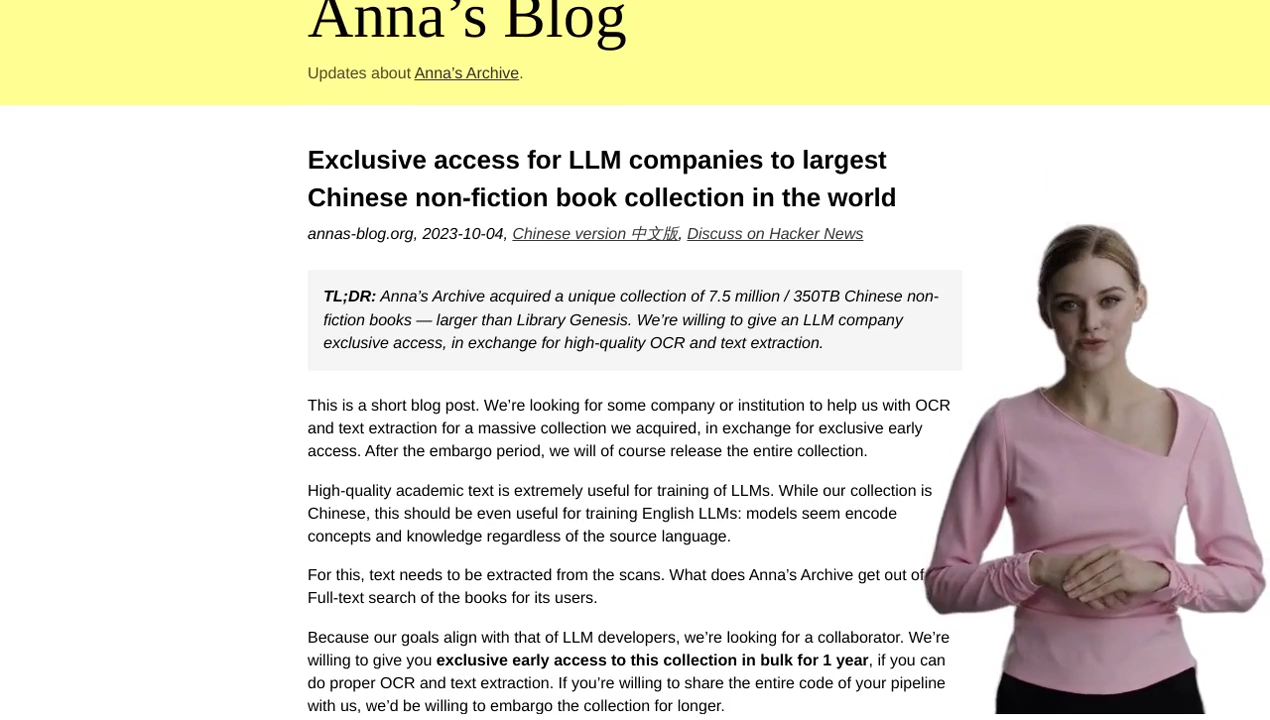 Anna’s Blog
Updates about Anna’s Archive.
Exclusive access for LLM companies to largest
Chinese non-fiction book collection in the world
annas-blog.org, 2023-10-04, Chinese version 中文版, Discuss on Hacker News
TL;DR: Anna’s Archive acquired a unique collection of 7.5 million / 350TB Chinese non-
fiction books — larger than Library Genesis. We’re willing to give an LLM company
exclusive access, in exchange for high-quality OCR and text extraction.
This is a short blog post. We’re looking for some company or institution to help us with OCR
and text extraction for a massive collection we acquired, in exchange for exclusive early
access. After the embargo period, we will of course release the entire collection.
High-quality academic text is extremely useful for training of LLMs. While our collection is
Chinese, this should be even useful for training English LLMs: models seem encode
concepts and knowledge regardless of the source language.
For this, text needs to be extracted from the scans. What does Anna’s Archive get out of
Full-text search of the books for its users.
Because our goals align with that of LLM developers, we’re looking for a collaborator. We’re
willing to give you exclusive early access to this collection in bulk for 1 year, if you can
do proper OCR and text extraction. If you’re willing to share the entire code of your pipeline
with us, we’d be willing to embargo the collection for longer.